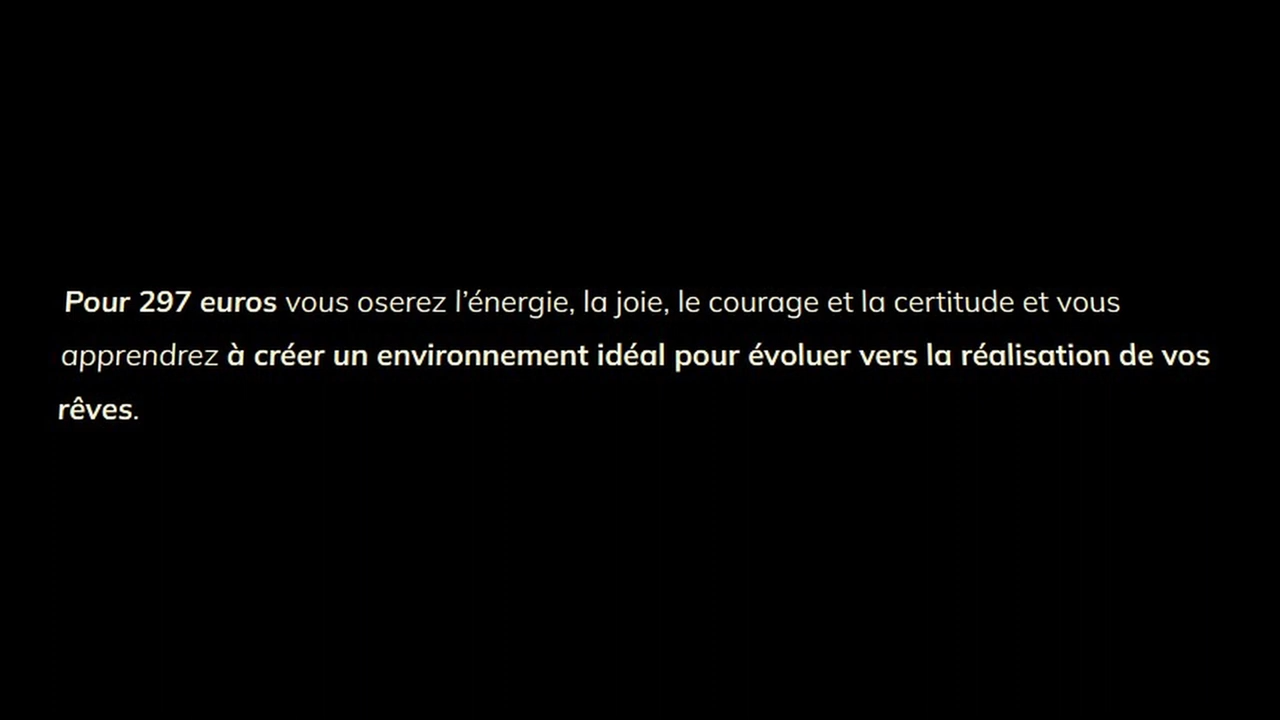 Pour 297 euros vous oserez l’énergie, la joie, le courage et la certitude et vous
apprendrez à créer un environnement idéal pour évoluer vers la réalisation de vos
rêves.